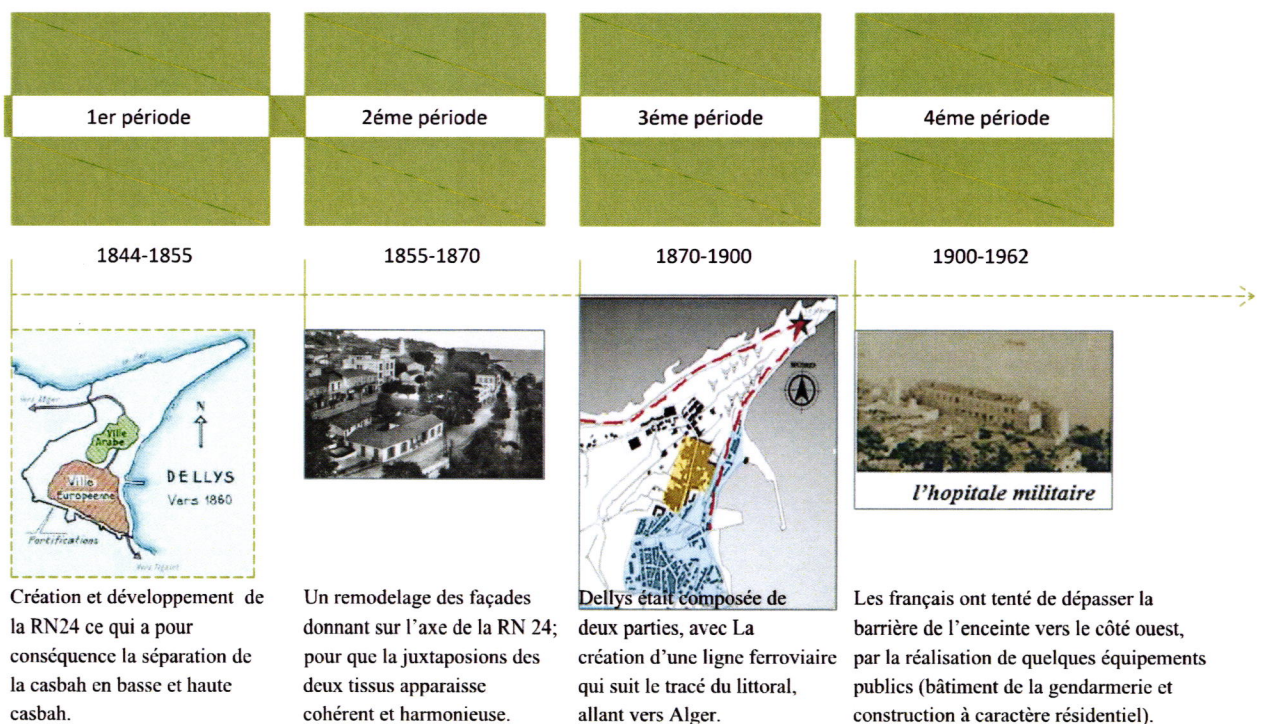 1er période
2éme période
3éme période
4éme période
1844-1855
1855-1870
1870-1900
1900-1962
Vers Alger
Ville
Arabe
Ville
Européenne
N
DELLYS
Vers 1860
Fortifications
NORD
l'hopitale militaire
Création et développement de
la RN24 ce qui a pour
conséquence la séparation de
la casbah en basse et haute
casbah.
Un remodelage des façades
donnant sur l'axe de la RN 24;
pour que la juxtaposions des
deux tissus apparaisse
cohérent et harmonieuse.
Dellys était composée de
deux parties, avec La
création d'une ligne ferroviaire
qui suit le tracé du littoral,
allant vers Alger.
Les français ont tenté de dépasser la
barrière de l'enceinte vers le côté ouest,
par la réalisation de quelques équipements
publics (bâtiment de la gendarmerie et
construction à caractère résidentiel).